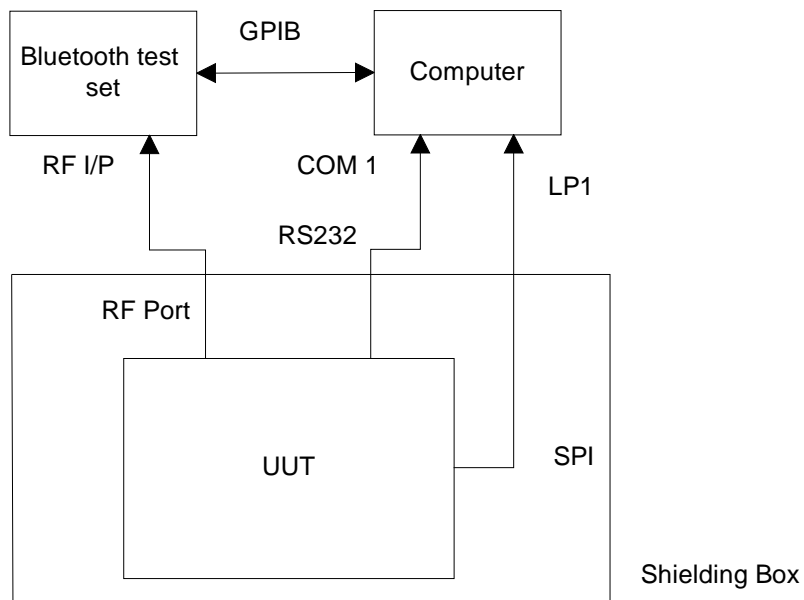 GPIB
Bluetooth test
set
Computer
RF I/P
COM 1
LP1
RS232
RF Port
UUT
SPI
Shielding Box